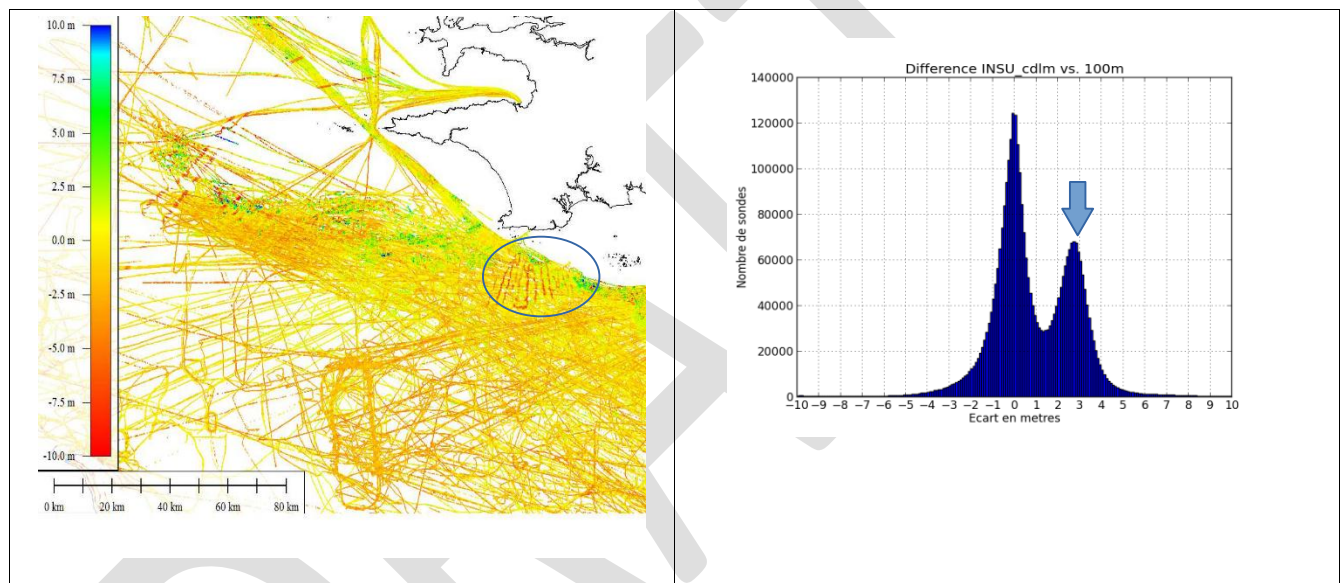 10.0 m
7.5 m
5.0 m
2.5 m
0.0 m
-2.5 m
-5.0 m
-7.5 m
-10.0 m
0 km 20 km 40 km 60 km 80 km
Difference INSU_cdlm vs. 100m
Nombre de sondes
140000
120000
100000
80000
60000
40000
20000
0
−10 −9 −8 −7 −6 −5 −4 −3 −2 −1 0 1 2 3 4 5 6 7 8 9 10
Ecart en metres